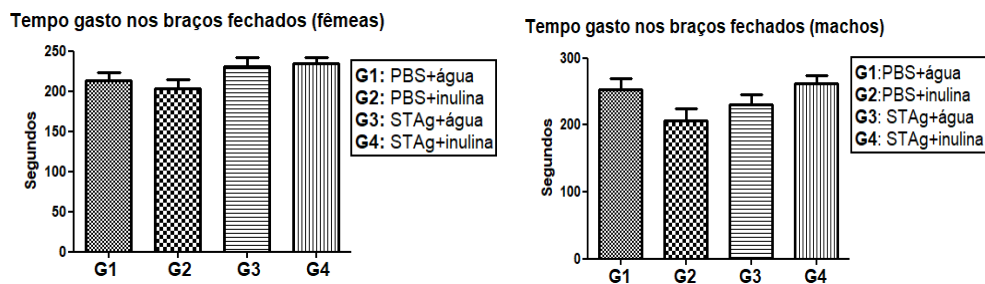 Tempo gasto nos braços fechados (fêmeas)
250
200
150
100
50
0
Segundos
G1
G2
G3
G4
G1: PBS+água
G2: PBS+inulina
G3: STAg+água
G4: STAg+inulina
Tempo gasto nos braços fechados (machos)
300
200
100
0
Segundos
G1
G2
G3
G4
G1:PBS+água
G2:PBS+inulina
G3: STAg+água
G4: STAg+inulina